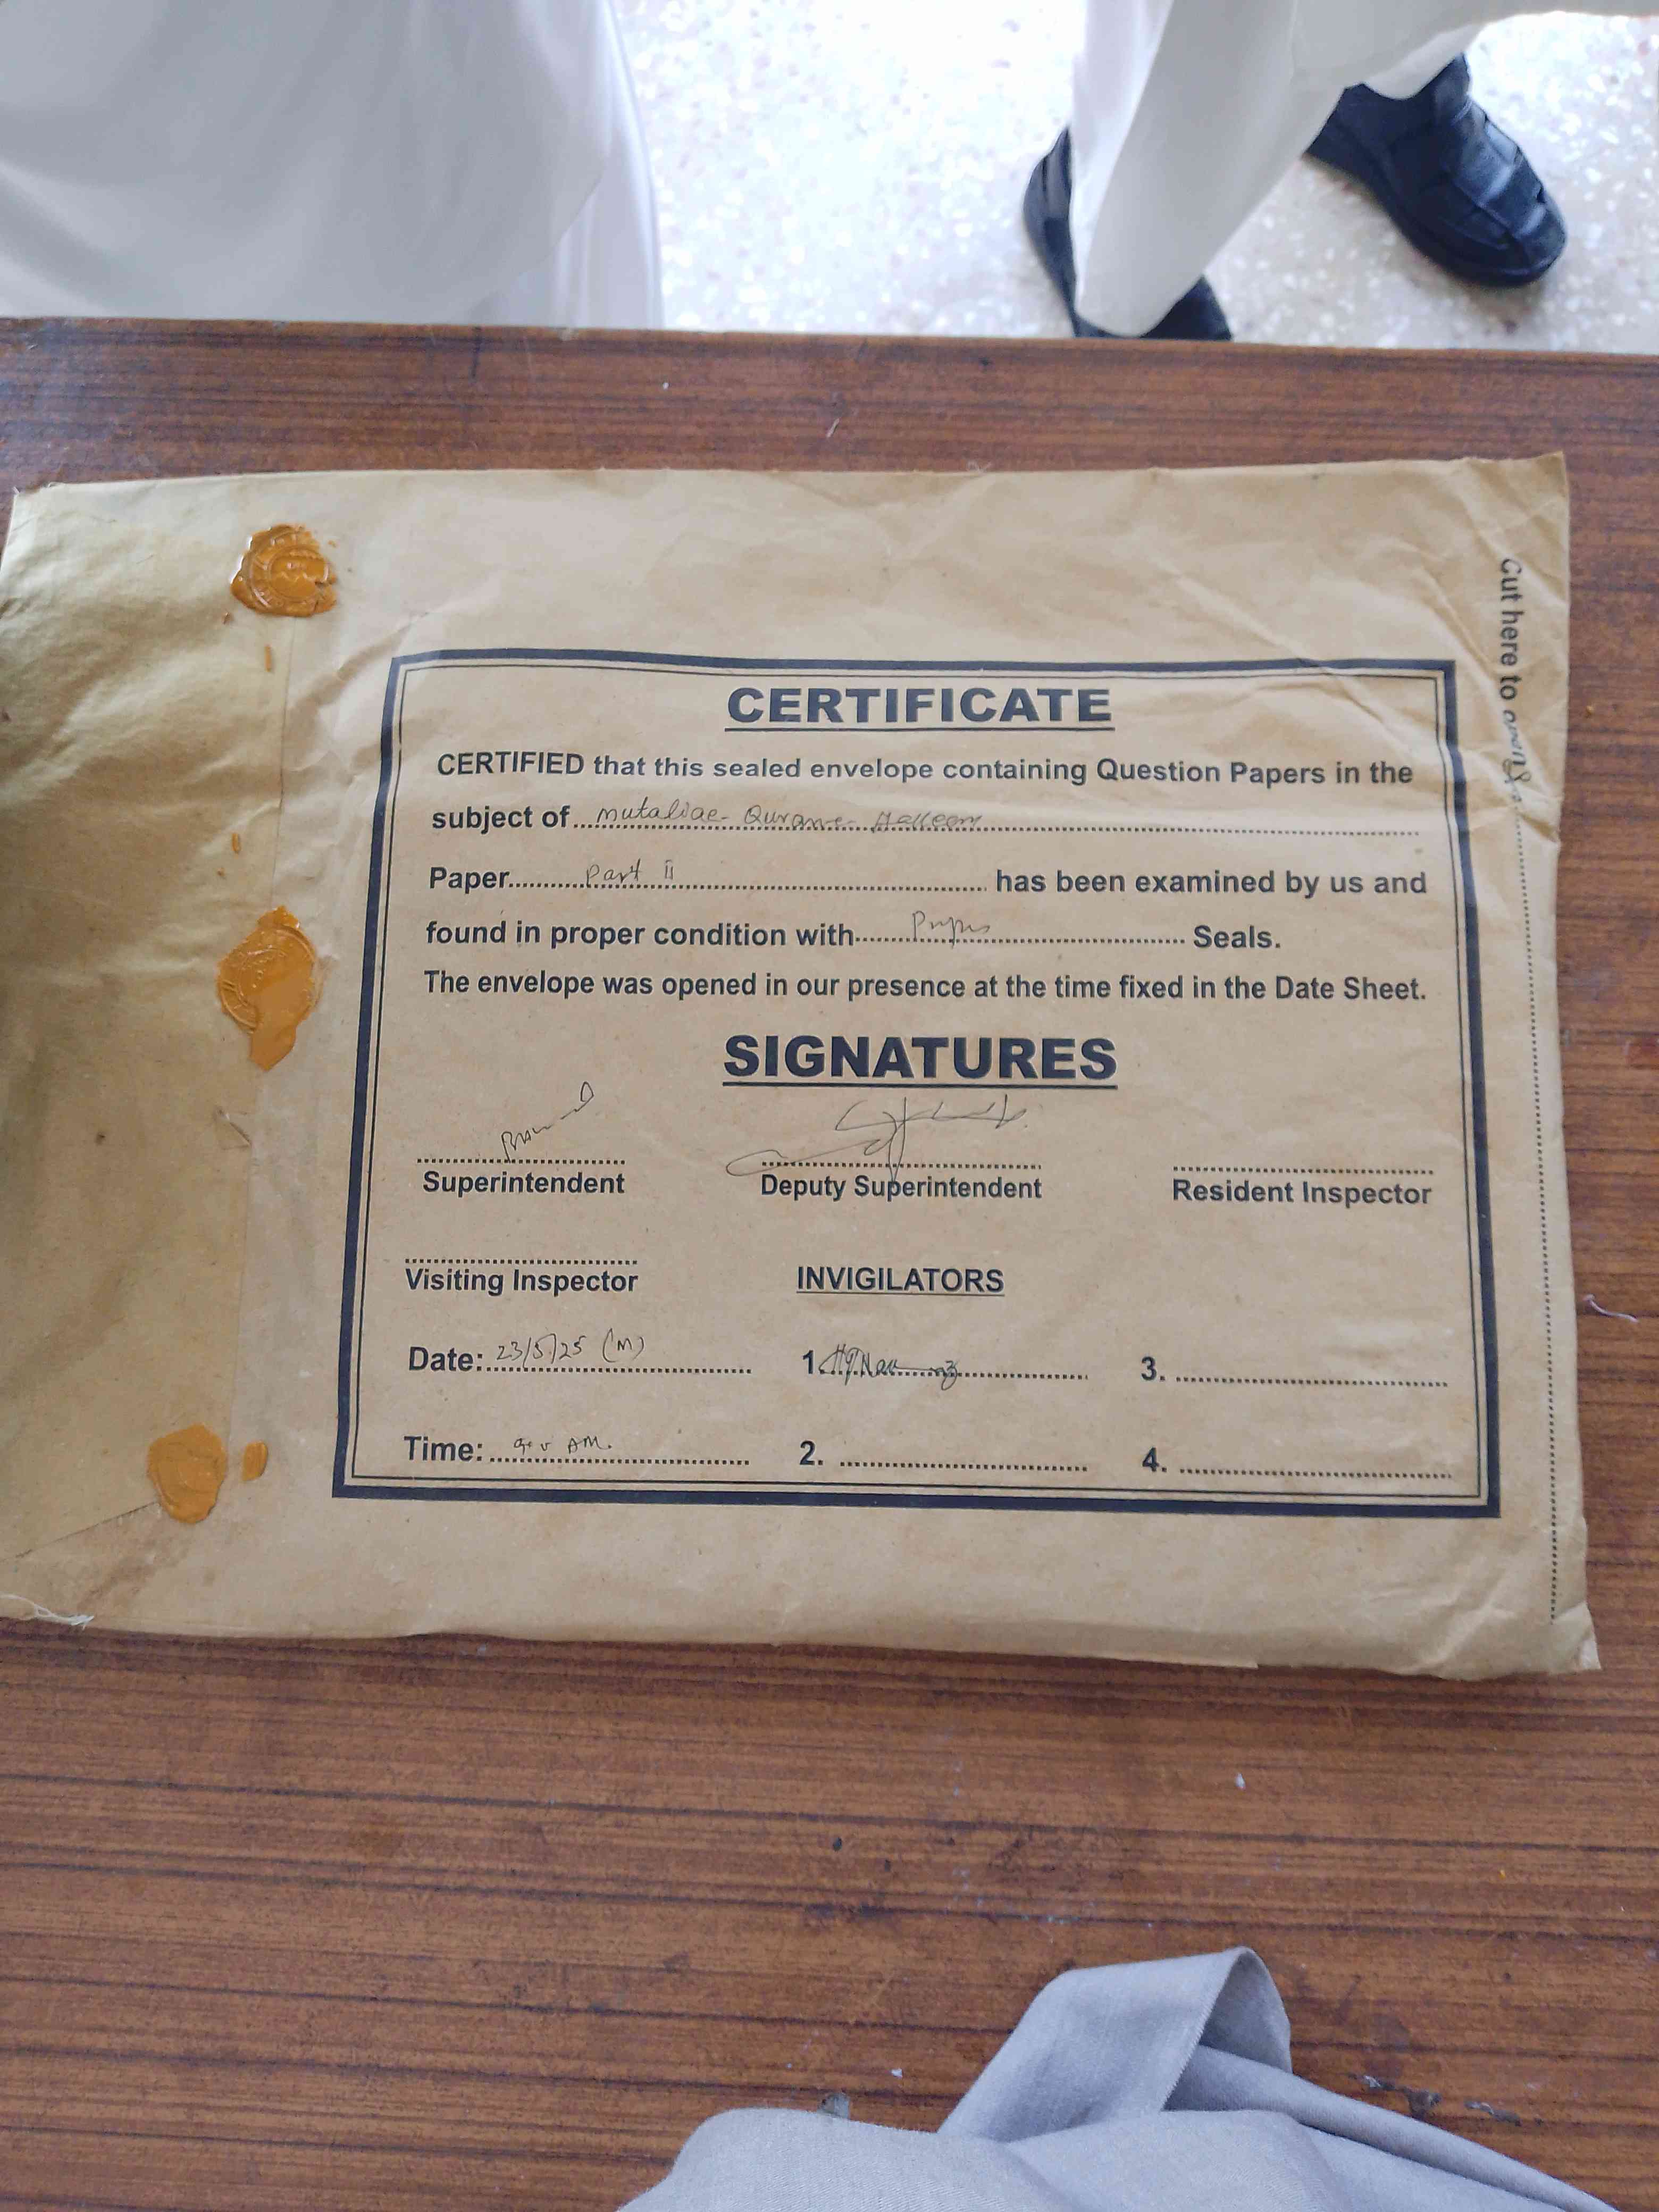 CERTIFICATE
CERTIFIED that this sealed envelope containing Question Papers in the
subject of mutaliae-Qurane-Hakeem
Paper Part II has been examined by us and
found in proper condition with Seals.
The envelope was opened in our presence at the time fixed in the Date Sheet.
SIGNATURES
Superintendent Deputy Superintendent Resident Inspector
Visiting Inspector INVIGILATORS
Date: 23/5/25 (M) 1. 3.
Time: AM. 2. 4.
Cut here to